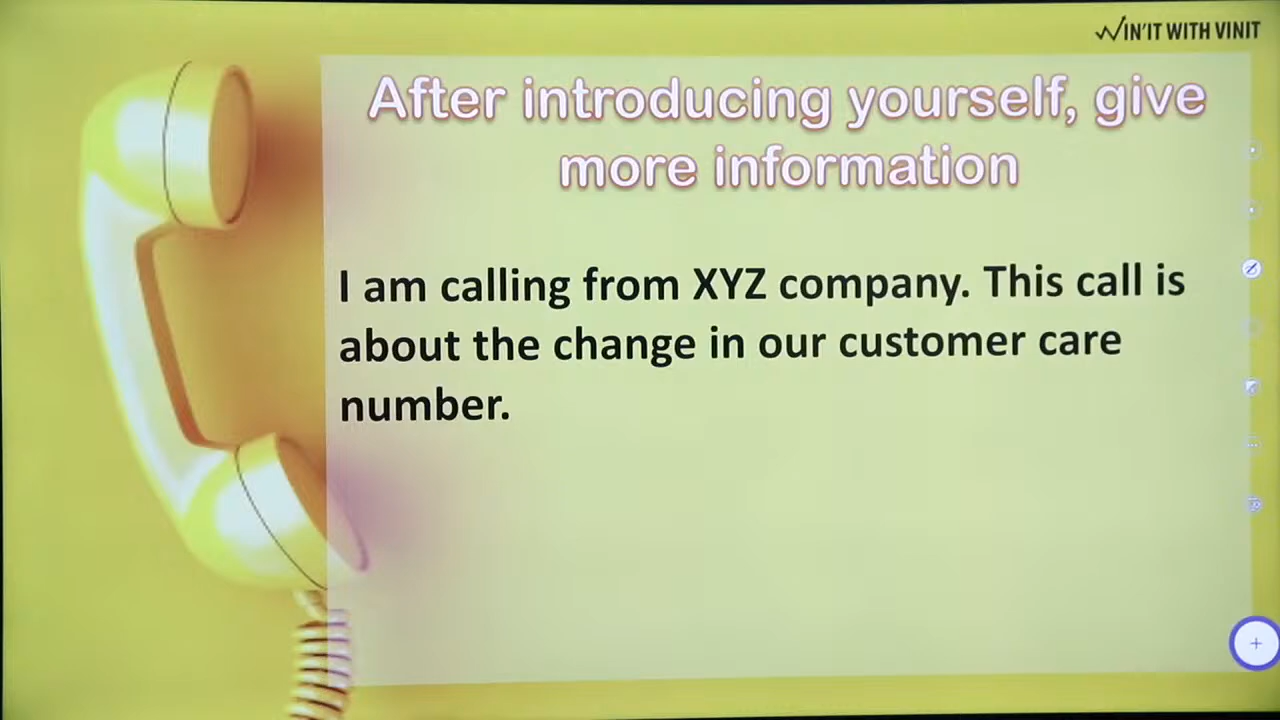 WIN'IT WITH VINIT
After introducing yourself, give
more information
I am calling from XYZ company. This call is
about the change in our customer care
number.